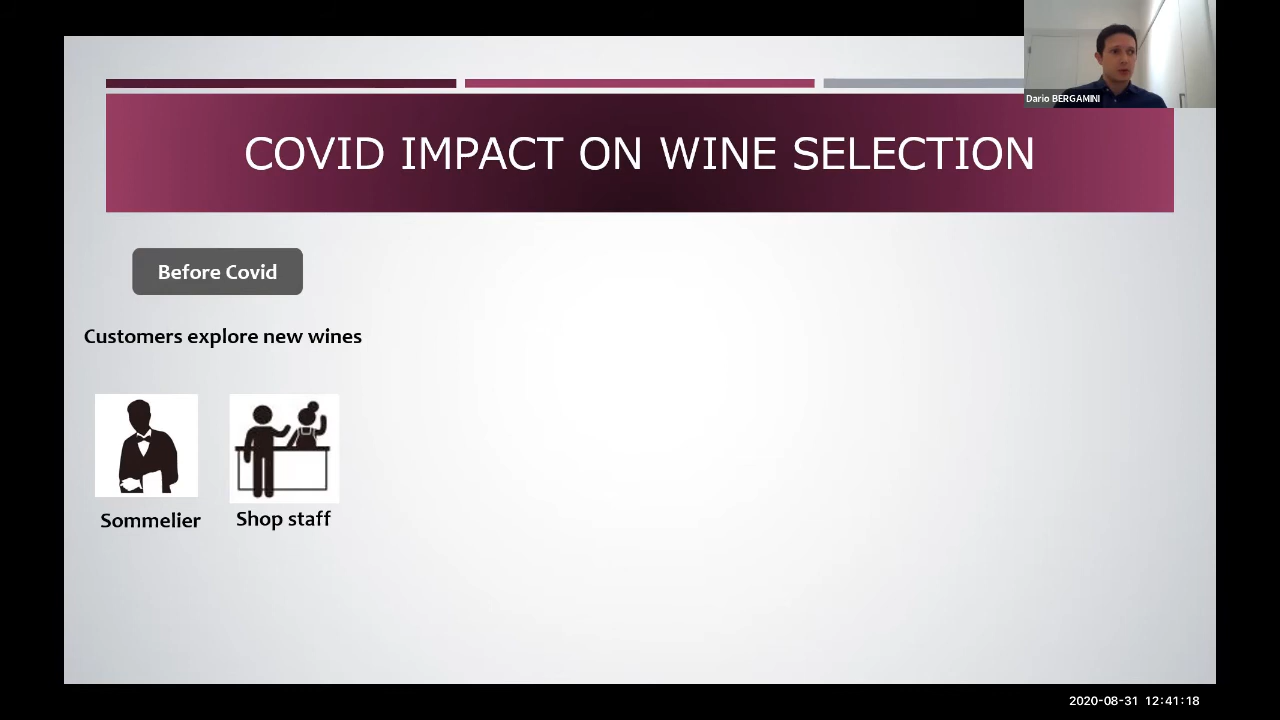 Dario BERGAMINI
COVID IMPACT ON WINE SELECTION
Before Covid
Customers explore new wines
Sommelier
Shop staff
2020-08-31 12:41:18